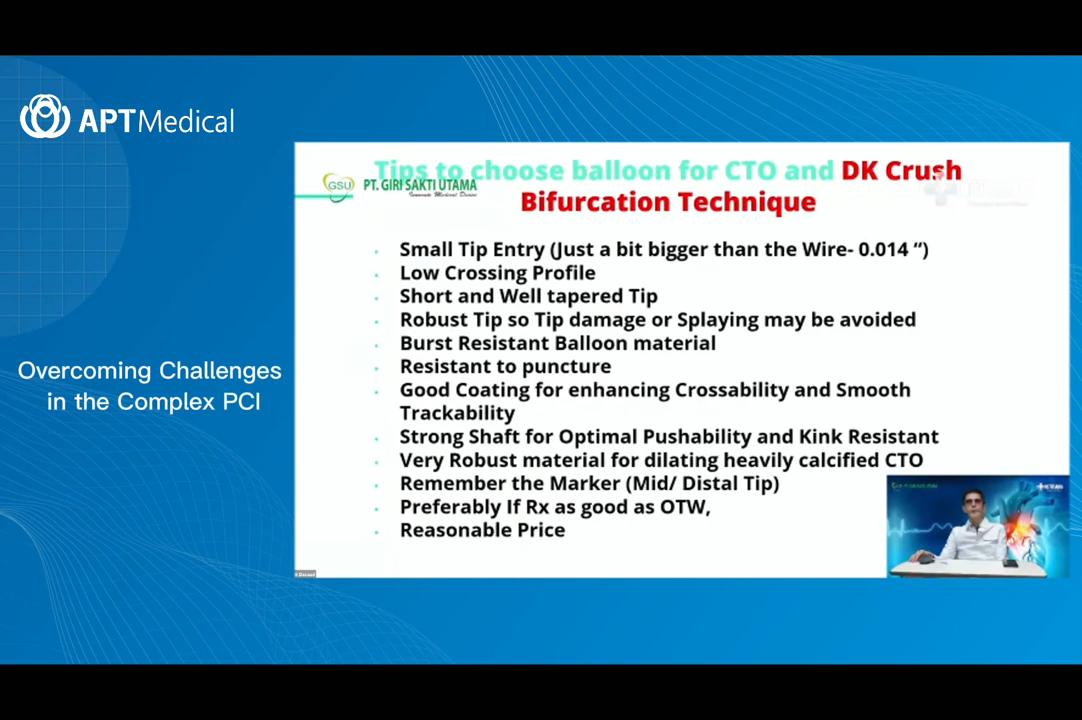 APTMedical
Tips to choose balloon for CTO and DK Crush
Bifurcation Technique
GSU PT. GIRI SAKTI UTAMA
Small Tip Entry (Just a bit bigger than the Wire- 0.014 “)
Low Crossing Profile
Short and Well tapered Tip
Robust Tip so Tip damage or Splaying may be avoided
Burst Resistant Balloon material
Resistant to puncture
Good Coating for enhancing Crossability and Smooth
Trackability
Strong Shaft for Optimal Pushability and Kink Resistant
Very Robust material for dilating heavily calcified CTO
Remember the Marker (Mid/ Distal Tip)
Preferably If Rx as good as OTW,
Reasonable Price
Overcoming Challenges
in the Complex PCI